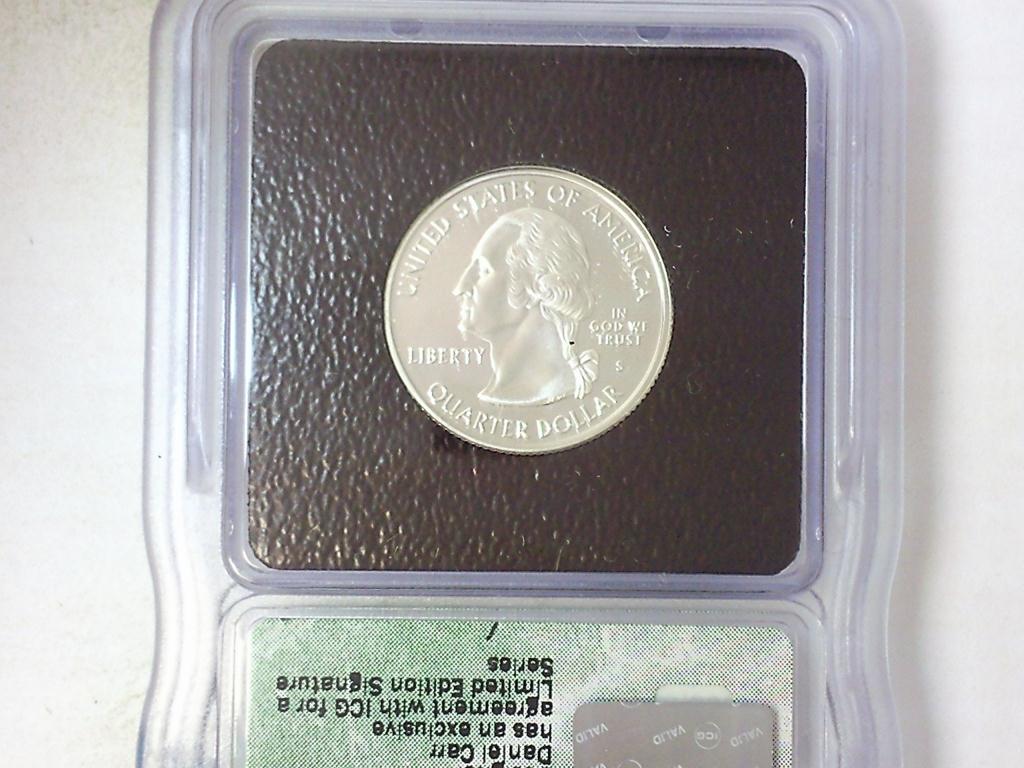 UNITED STATES OF AMERICA
IN
GOD WE
TRUST
LIBERTY
S
QUARTER DOLLAR
Daniel Carr
has an exclusive
agreement with ICG for a
Limited Edition Signature
Series
VALID
ICG
VALID
VALID